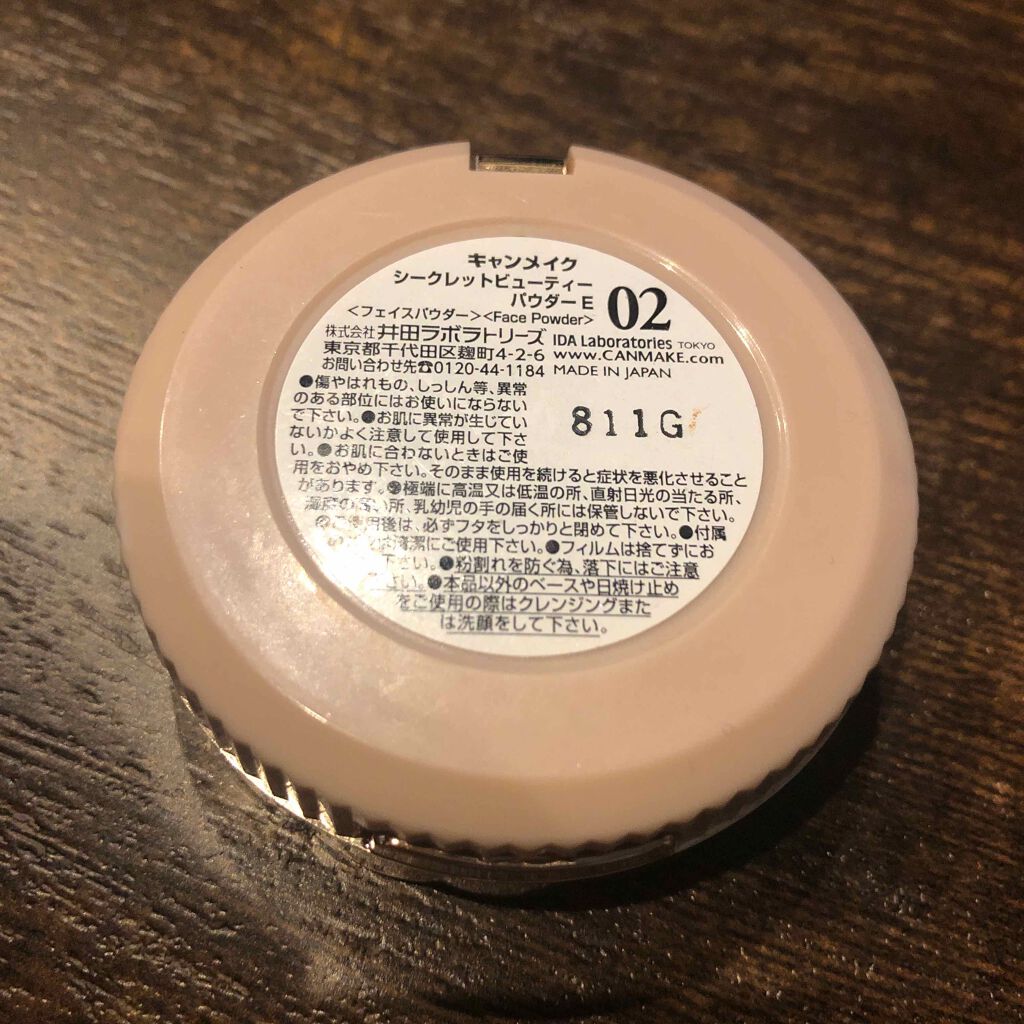 キャンメイク
シークレットビューティー
パウダーE 02
<フェイスパウダー><Face Powder>
株式会社 井田ラボラトリーズ IDA Laboratories TOKYO
東京都千代田区麹町4-2-6 www.CANMAKE.com
お問い合わせ先☎0120-44-1184 MADE IN JAPAN
●傷やはれもの、しっしん等、異常
のある部位にはお使いにならない
で下さい。●お肌に異常が生じてい
ないかよく注意して使用して下さ
い。●お肌に合わないときはご使
811G
用をおやめ下さい。そのまま使用を続けると症状を悪化させること
があります。●極端に高温又は低温の所、直射日光の当たる所、
い所、乳幼児の手の届く所には保管しないで下さい。
用後は、必ずフタをしっかりと閉めて下さい。●付属
は清潔にご使用下さい。●フィルムは捨てずにお
下さい。●粉割れを防ぐ為、落下にはご注意
さい。●本品以外のベースや日焼け止め
をご使用の際はクレンジングまた
は洗顔をして下さい。